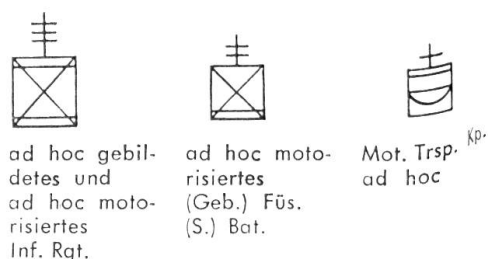 ad hoc gebil-
detes und
ad hoc moto-
risiertes
Inf. Rgt.
ad hoc moto-
risiertes
(Geb.) Füs.
(S.) Bat.
Mot. Trsp. Kp.
ad hoc